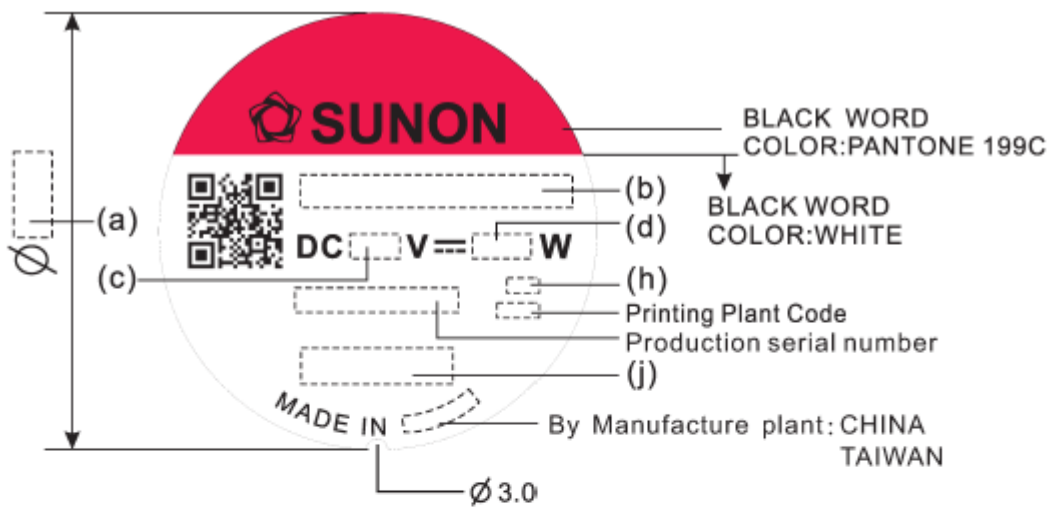 SUNON
BLACK WORD
COLOR:PANTONE 199C
(b)
BLACK WORD
COLOR:WHITE
(a)
(d)
DC V W
(c)
(h)
Printing Plant Code
Production serial number
(j)
MADE IN
By Manufacture plant: CHINA
TAIWAN
Ø
Ø 3.0